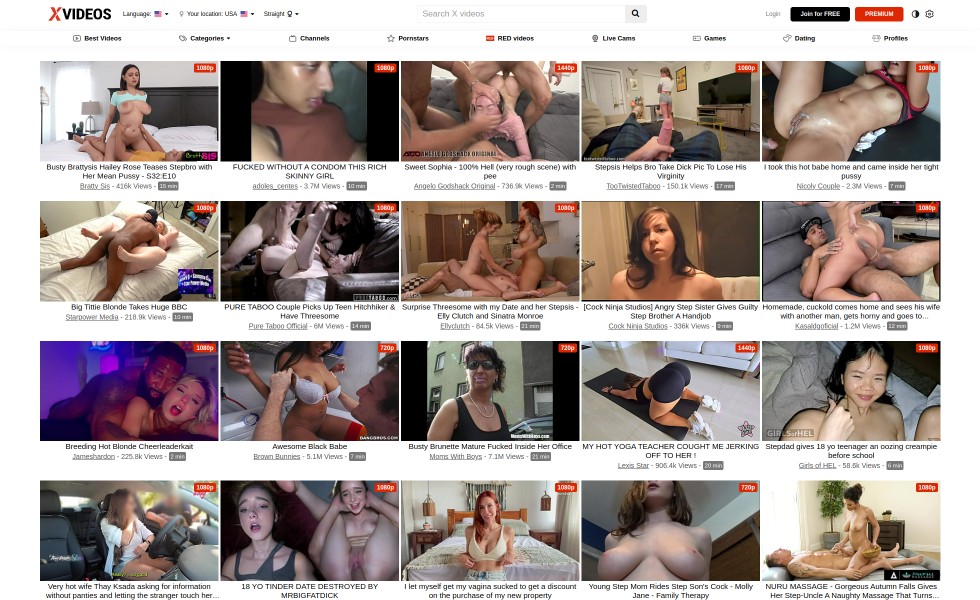 XVIDEOS
Language:
Your location: USA
Straight
Search X videos
Login
Join for FREE
PREMIUM
Best Videos
Categories
Channels
Pornstars
RED videos
Live Cams
Games
Dating
Profiles
1080p
1080p
1440p
1080p
1080p
Busty Brattysis Hailey Rose Teases Stepbro with
Her Mean Pussy - S32:E10
Bratty Sis - 416k Views - 15 min
FUCKED WITHOUT A CONDOM THIS RICH
SKINNY GIRL
adoles_centes - 3.7M Views - 10 min
Sweet Sophia - 100% Hell (very rough scene) with
pee
Angelo Godshack Original - 736.9k Views - 2 min
Stepsis Helps Bro Take Dick Pic To Lose His
Virginity
TooTwistedTaboo - 150.1k Views - 17 min
I took this hot babe home and came inside her tight
pussy
Nicoly Couple - 2.3M Views - 7 min
1080p
1080p
1080p
1080p
Big Tittie Blonde Takes Huge BBC
Starpower Media - 218.9k Views - 10 min
PURE TABOO Couple Picks Up Teen Hitchhiker &
Have Threesome
Pure Taboo Official - 6M Views - 14 min
Surprise Threesome with my Date and her Stepsis -
Elly Clutch and Sinatra Monroe
Ellyclutch - 84.5k Views - 21 min
[Cock Ninja Studios] Angry Step Sister Gives Guilty
Step Brother A Handjob
Cock Ninja Studios - 336k Views - 9 min
Homemade, cuckold comes home and sees his wife
with another man, gets horny and goes to...
Kasaldoficial - 1.2M Views - 12 min
1080p
720p
720p
1440p
1080p
BANGBROS.COM
GIRLSofHEL
Breeding Hot Blonde Cheerleaderkait
Jameshardon - 225.8k Views - 2 min
Awesome Black Babe
Brown Bunnies - 5.1M Views - 7 min
Busty Brunette Mature Fucked Inside Her Office
Moms With Boys - 7.1M Views - 21 min
MY HOT YOGA TEACHER COUGHT ME JERKING
OFF TO HER !
Lexis Star - 906.4k Views - 20 min
Stepdad gives 18 yo teenager an oozing creampie
before school
Girls of HEL - 58.6k Views - 6 min
1080p
1080p
1080p
720p
1080p
Very hot wife Thay Ksada asking for information
without panties and letting the stranger touch her...
18 YO TINDER DATE DESTROYED BY
MRBIGFATDICK
I let myself get my vagina sucked to get a discount
on the purchase of my new property
Young Step Mom Rides Step Son's Cock - Molly
Jane - Family Therapy
NURU MASSAGE - Gorgeous Autumn Falls Gives
Her Step-Uncle A Naughty Massage That Turns...